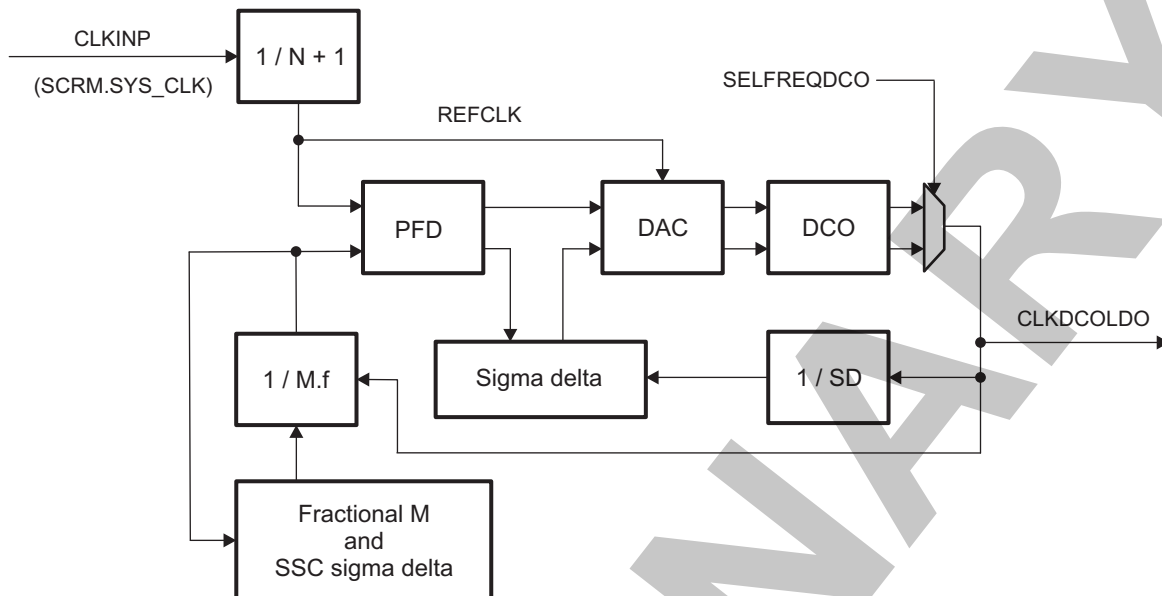 CLKINP
(SCRM.SYS_CLK)
1 / N + 1
SELFREQDCO
REFCLK
PFD
DAC
DCO
CLKDCOLDO
1 / M.f
Sigma delta
1 / SD
Fractional M
and
SSC sigma delta
NARY